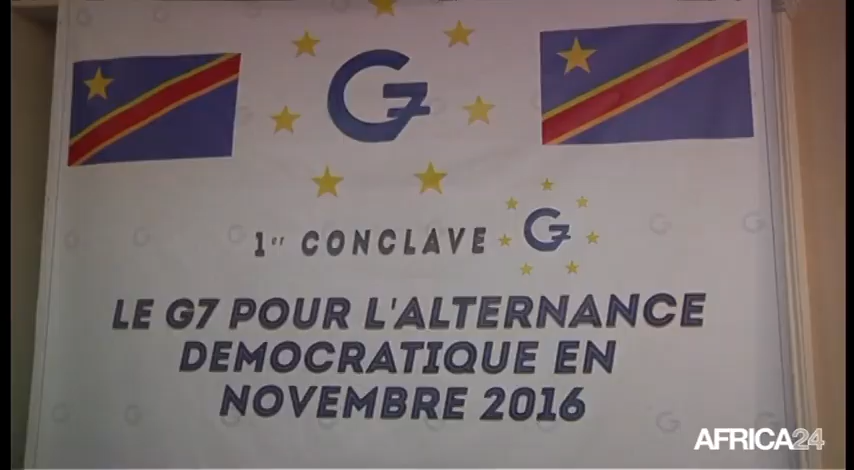 G7
1er CONCLAVE G7
LE G7 POUR L'ALTERNANCE
DEMOCRATIQUE EN
NOVEMBRE 2016
AFRICA24